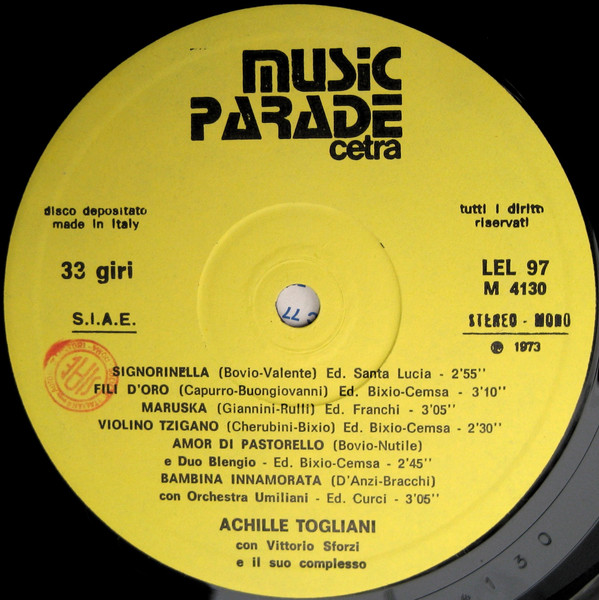 MUSiC
PARADE
cetra
disco depositato
made in Italy
tutti i diritti
riservati
33 giri
LEL 97
M 4130
S.I.A.E.
STEREO - MONO
℗ 1973
SIGNORINELLA (Bovio-Valente) Ed. Santa Lucia - 2'55''
FILI D'ORO (Capurro-Buongiovanni) Ed. Bixio-Cemsa - 3'10''
MARUSKA (Giannini-Rulli) Ed. Franchi - 3'05''
VIOLINO TZIGANO (Cherubini-Bixio) Ed. Bixio-Cemsa - 2'30''
AMOR DI PASTORELLO (Bovio-Nutile)
e Duo Blengio - Ed. Bixio-Cemsa - 2'45''
BAMBINA INNAMORATA (D'Anzi-Bracchi)
con Orchestra Umiliani - Ed. Curci - 3'05''
ACHILLE TOGLIANI
con Vittorio Sforzi
e il suo complesso
SIAE
77
4130